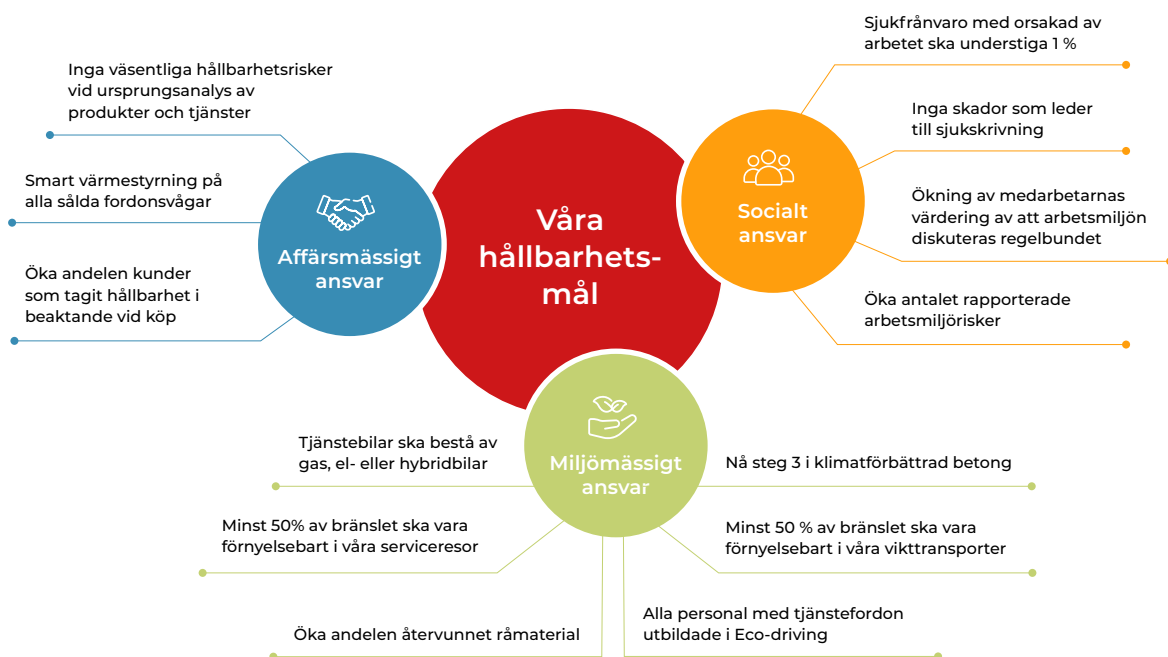 Våra
hållbarhets-
mål
Affärsmässigt
ansvar
Inga väsentliga hållbarhetsrisker
vid ursprungsanalys av
produkter och tjänster
Smart värmestyrning på
alla sålda fordonsvågar
Öka andelen kunder
som tagit hållbarhet i
beaktande vid köp
Socialt
ansvar
Sjukfrånvaro med orsakad av
arbetet ska understiga 1 %
Inga skador som leder
till sjukskrivning
Ökning av medarbetarnas
värdering av att arbetsmiljön
diskuteras regelbundet
Öka antalet rapporterade
arbetsmiljörisker
Miljömässigt
ansvar
Tjänstebilar ska bestå av
gas, el- eller hybridbilar
Minst 50% av bränslet ska vara
förnyelsebart i våra serviceresor
Öka andelen återvunnet råmaterial
Nå steg 3 i klimatförbättrad betong
Minst 50 % av bränslet ska vara
förnyelsebart i våra vikttransporter
Alla personal med tjänstefordon
utbildade i Eco-driving